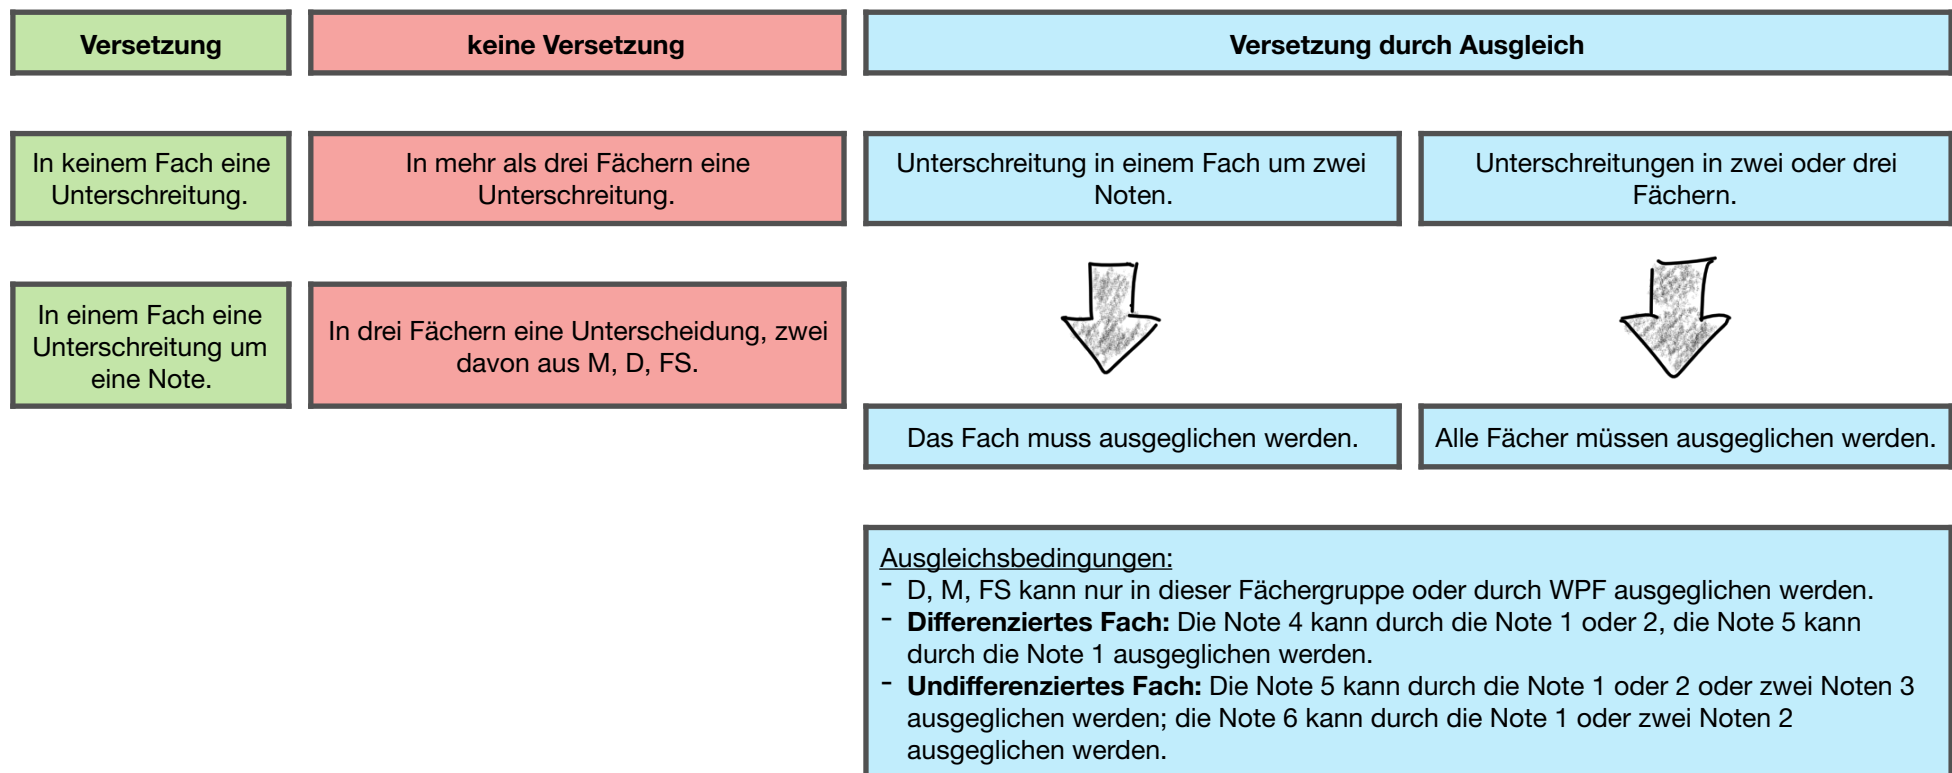 Versetzung
keine Versetzung
Versetzung durch Ausgleich
In keinem Fach eine
Unterschreitung.
In mehr als drei Fächern eine
Unterschreitung.
Unterschreitung in einem Fach um zwei
Noten.
Unterschreitungen in zwei oder drei
Fächern.
In einem Fach eine
Unterschreitung um
eine Note.
In drei Fächern eine Unterscheidung, zwei
davon aus M, D, FS.
Das Fach muss ausgeglichen werden.
Alle Fächer müssen ausgeglichen werden.
Ausgleichsbedingungen:
- D, M, FS kann nur in dieser Fächergruppe oder durch WPF ausgeglichen werden.
- Differenziertes Fach: Die Note 4 kann durch die Note 1 oder 2, die Note 5 kann
durch die Note 1 ausgeglichen werden.
- Undifferenziertes Fach: Die Note 5 kann durch die Note 1 oder 2 oder zwei Noten 3
ausgeglichen werden; die Note 6 kann durch die Note 1 oder zwei Noten 2
ausgeglichen werden.